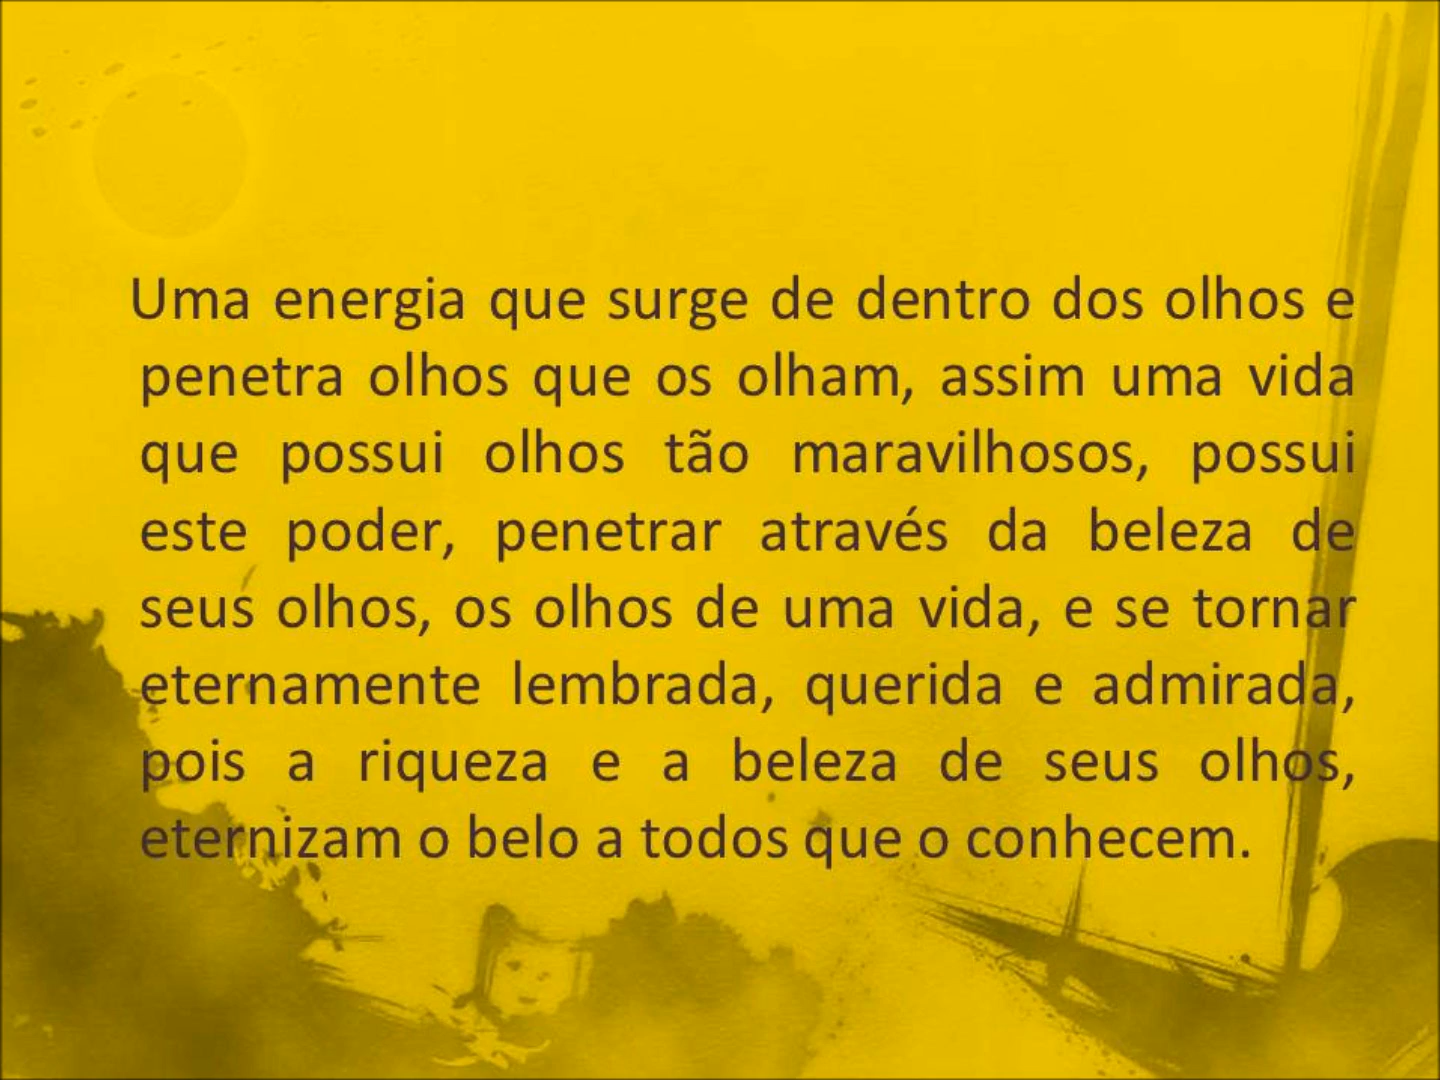 Uma energia que surge de dentro dos olhos e
penetra olhos que os olham, assim uma vida
que possui olhos tão maravilhosos, possui
este poder, penetrar através da beleza de
seus olhos, os olhos de uma vida, e se tornar
eternamente lembrada, querida e admirada,
pois a riqueza e a beleza de seus olhos,
eternizam o belo a todos que o conhecem.